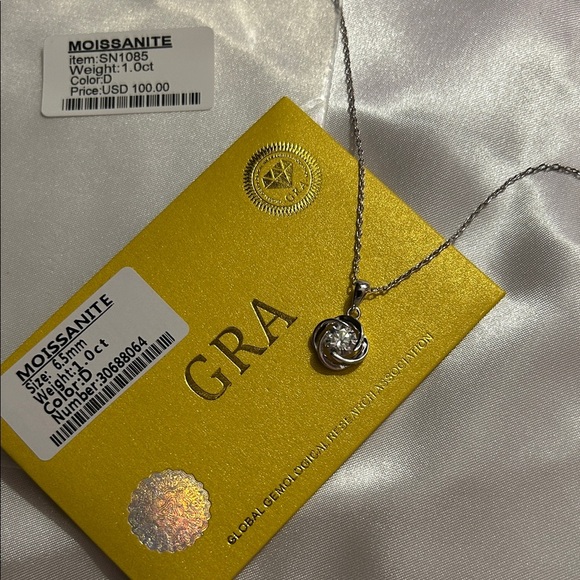 MOISSANITE
item:SN1085
Weight:1.0ct
Color:D
Price:USD 100.00
GRA
MOISSANITE
Size: 6.5mm
Weight:1.0ct
Color:D
Number:30688064
GRA
GLOBAL GEMOLOGICAL RESEARCH ASSOCIATION